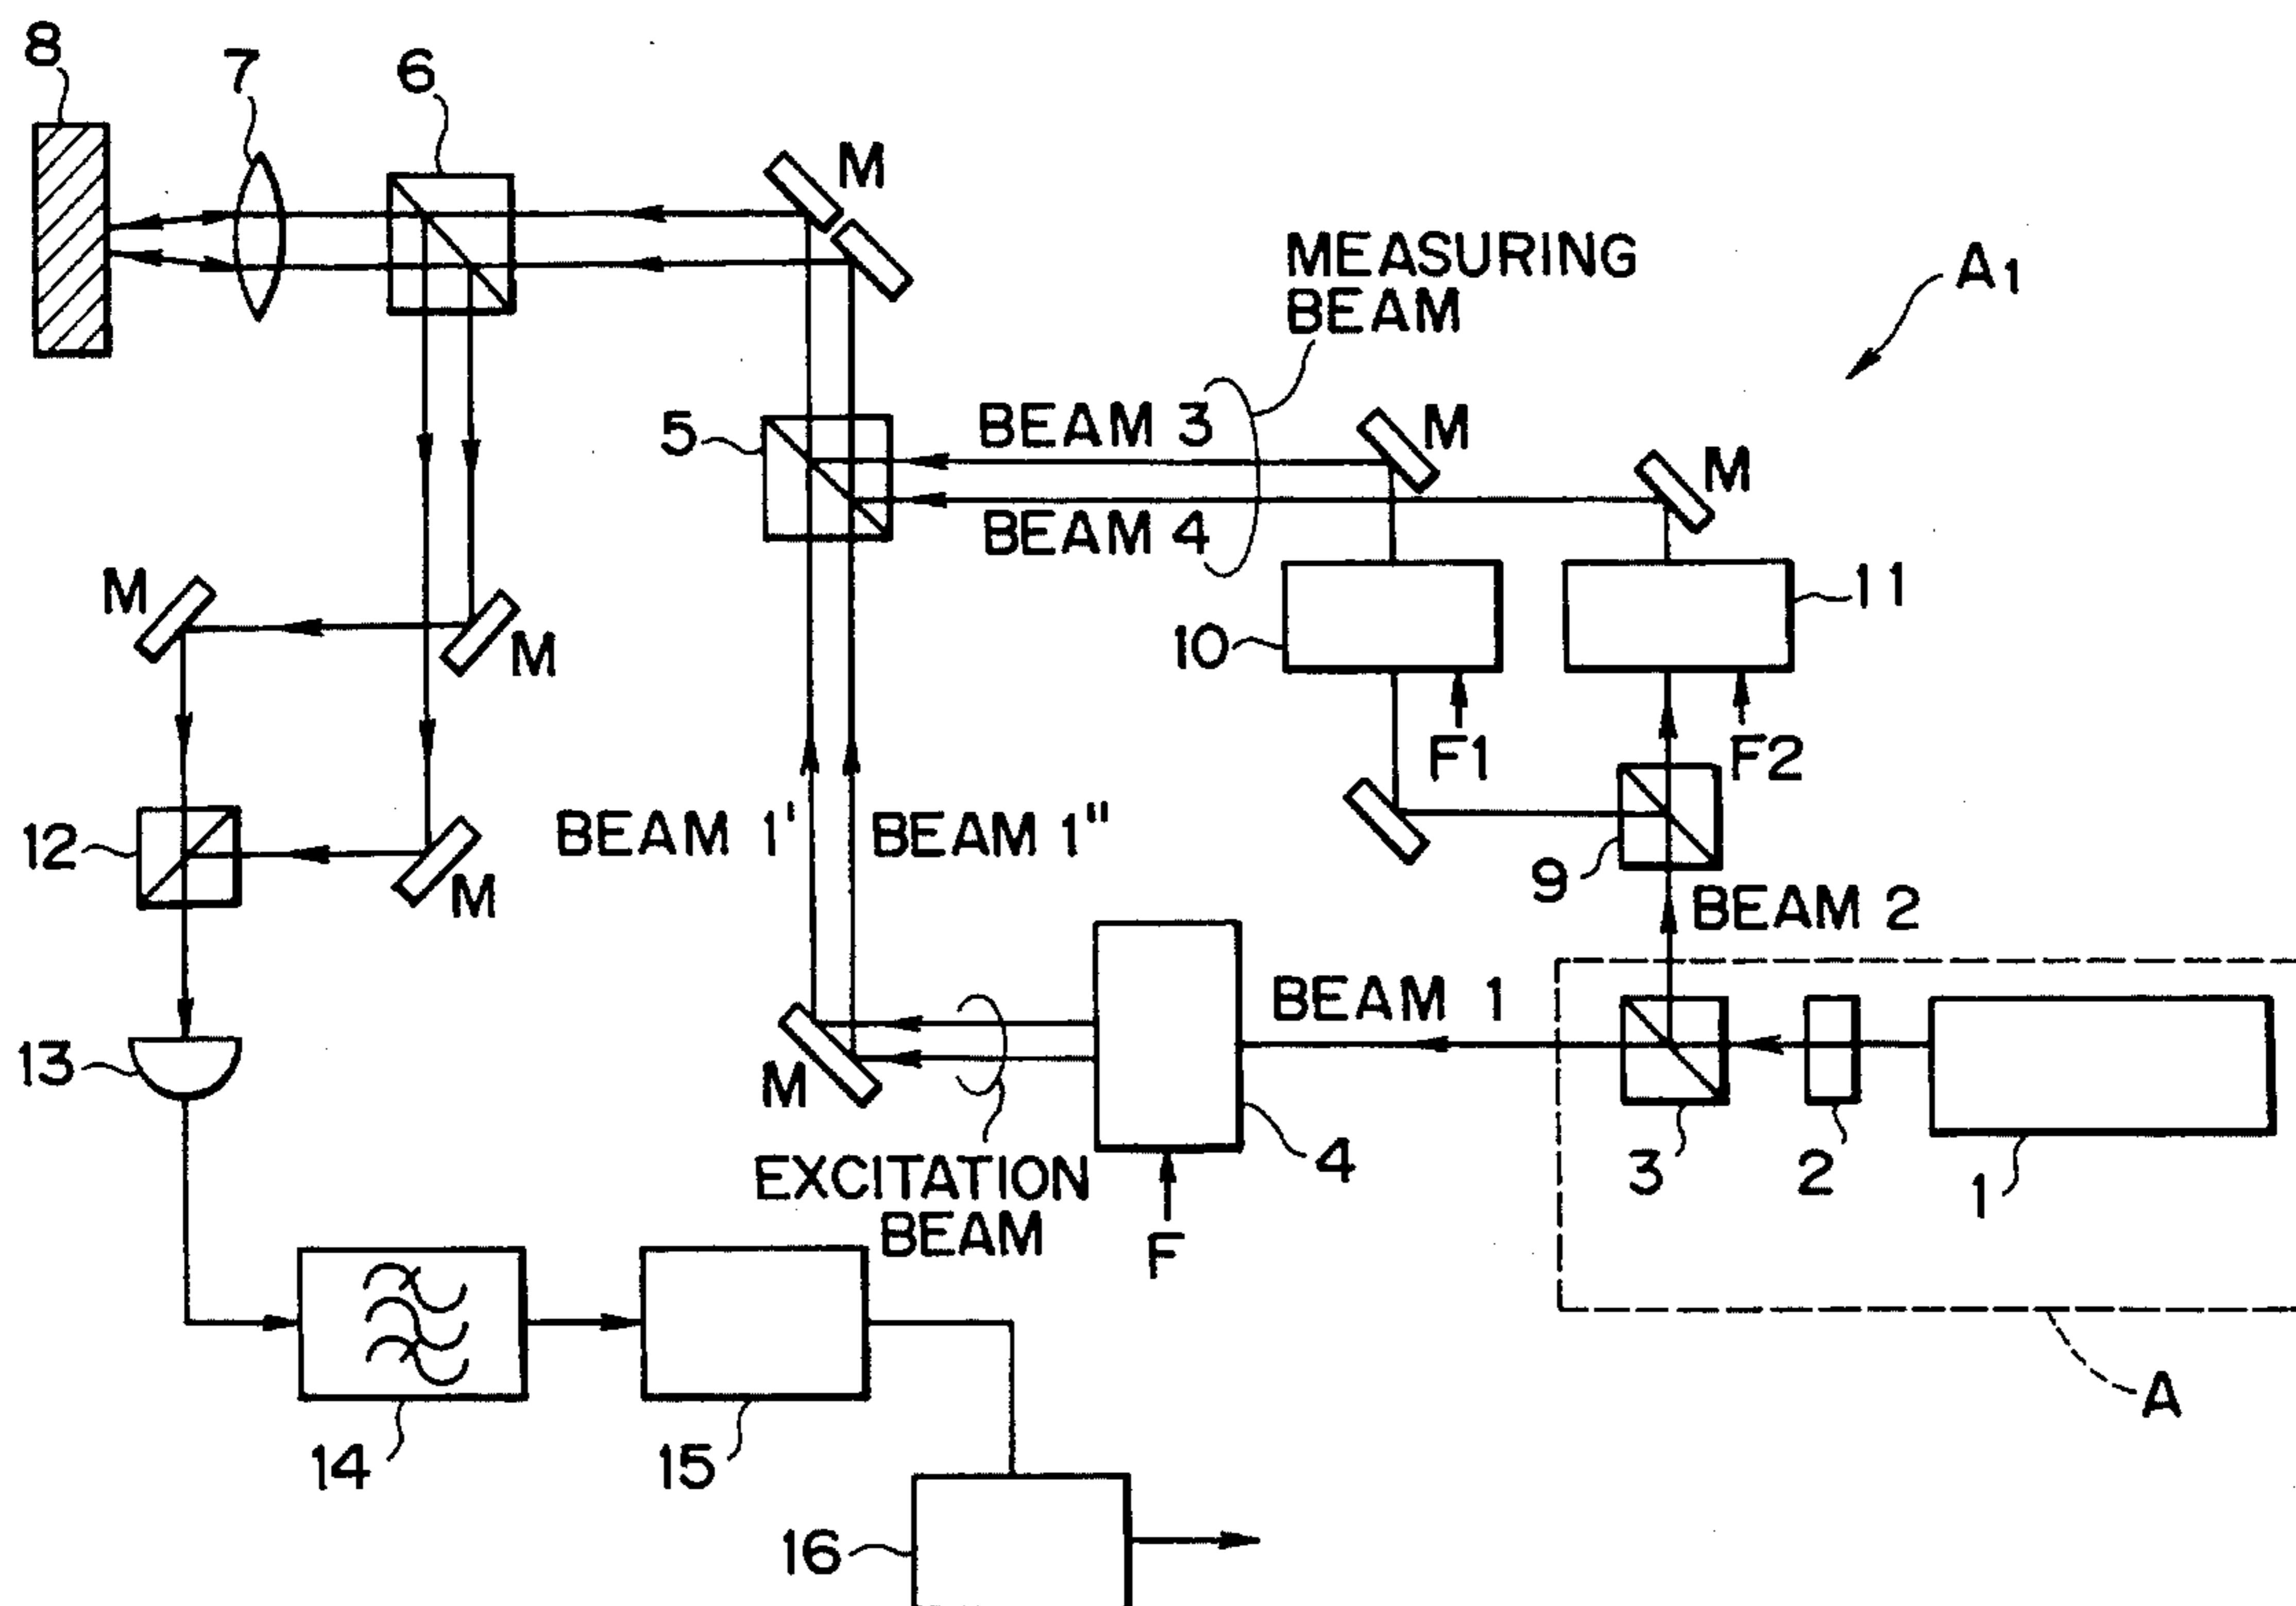 8
7
6
M
MEASURING
BEAM
A1
5
BEAM 3
M
M
BEAM 4
M
M
10
11
F1
F2
BEAM 1'
BEAM 1"
12
M
9
BEAM 2
BEAM 1
13
M
4
3
2
1
EXCITATION
BEAM
F
A
14
15
16